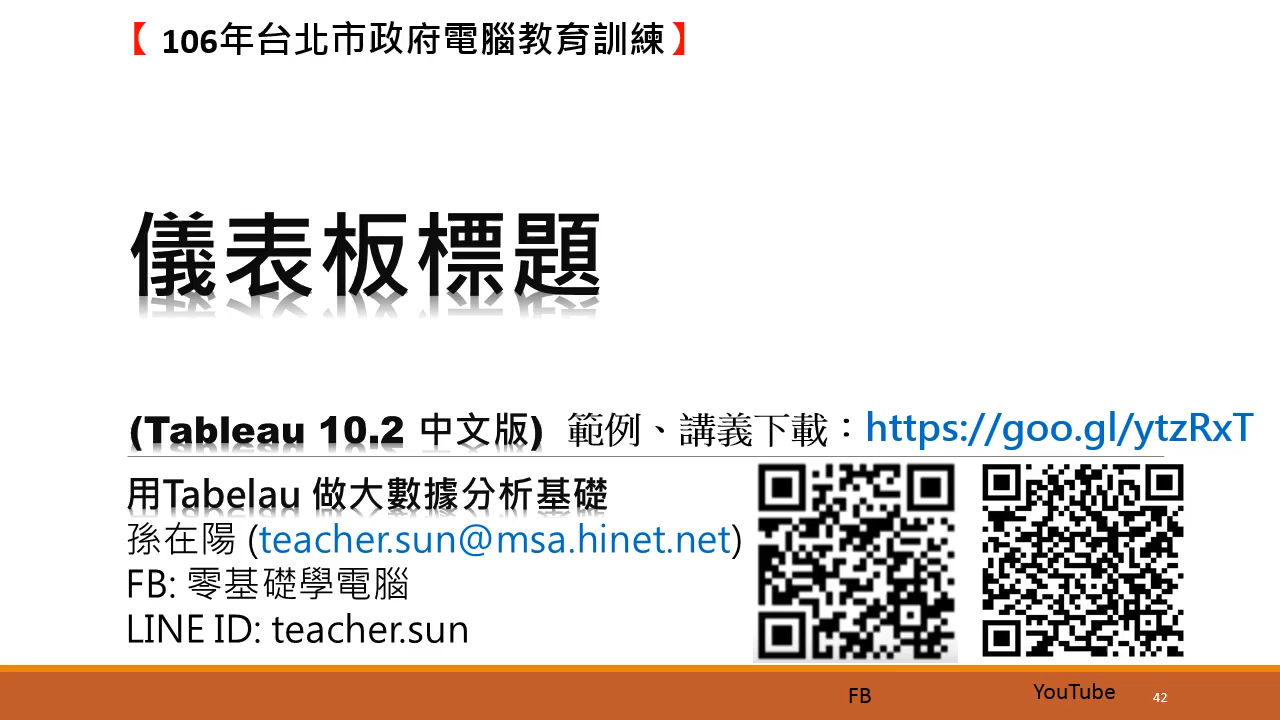 【 106年台北市政府電腦教育訓練】
儀表板標題
(Tableau 10.2 中文版) 範例、講義下載：https://goo.gl/ytzRxT
用Tabelau 做大數據分析基礎
孫在陽 (teacher.sun@msa.hinet.net)
FB: 零基礎學電腦
LINE ID: teacher.sun
FB
YouTube
42